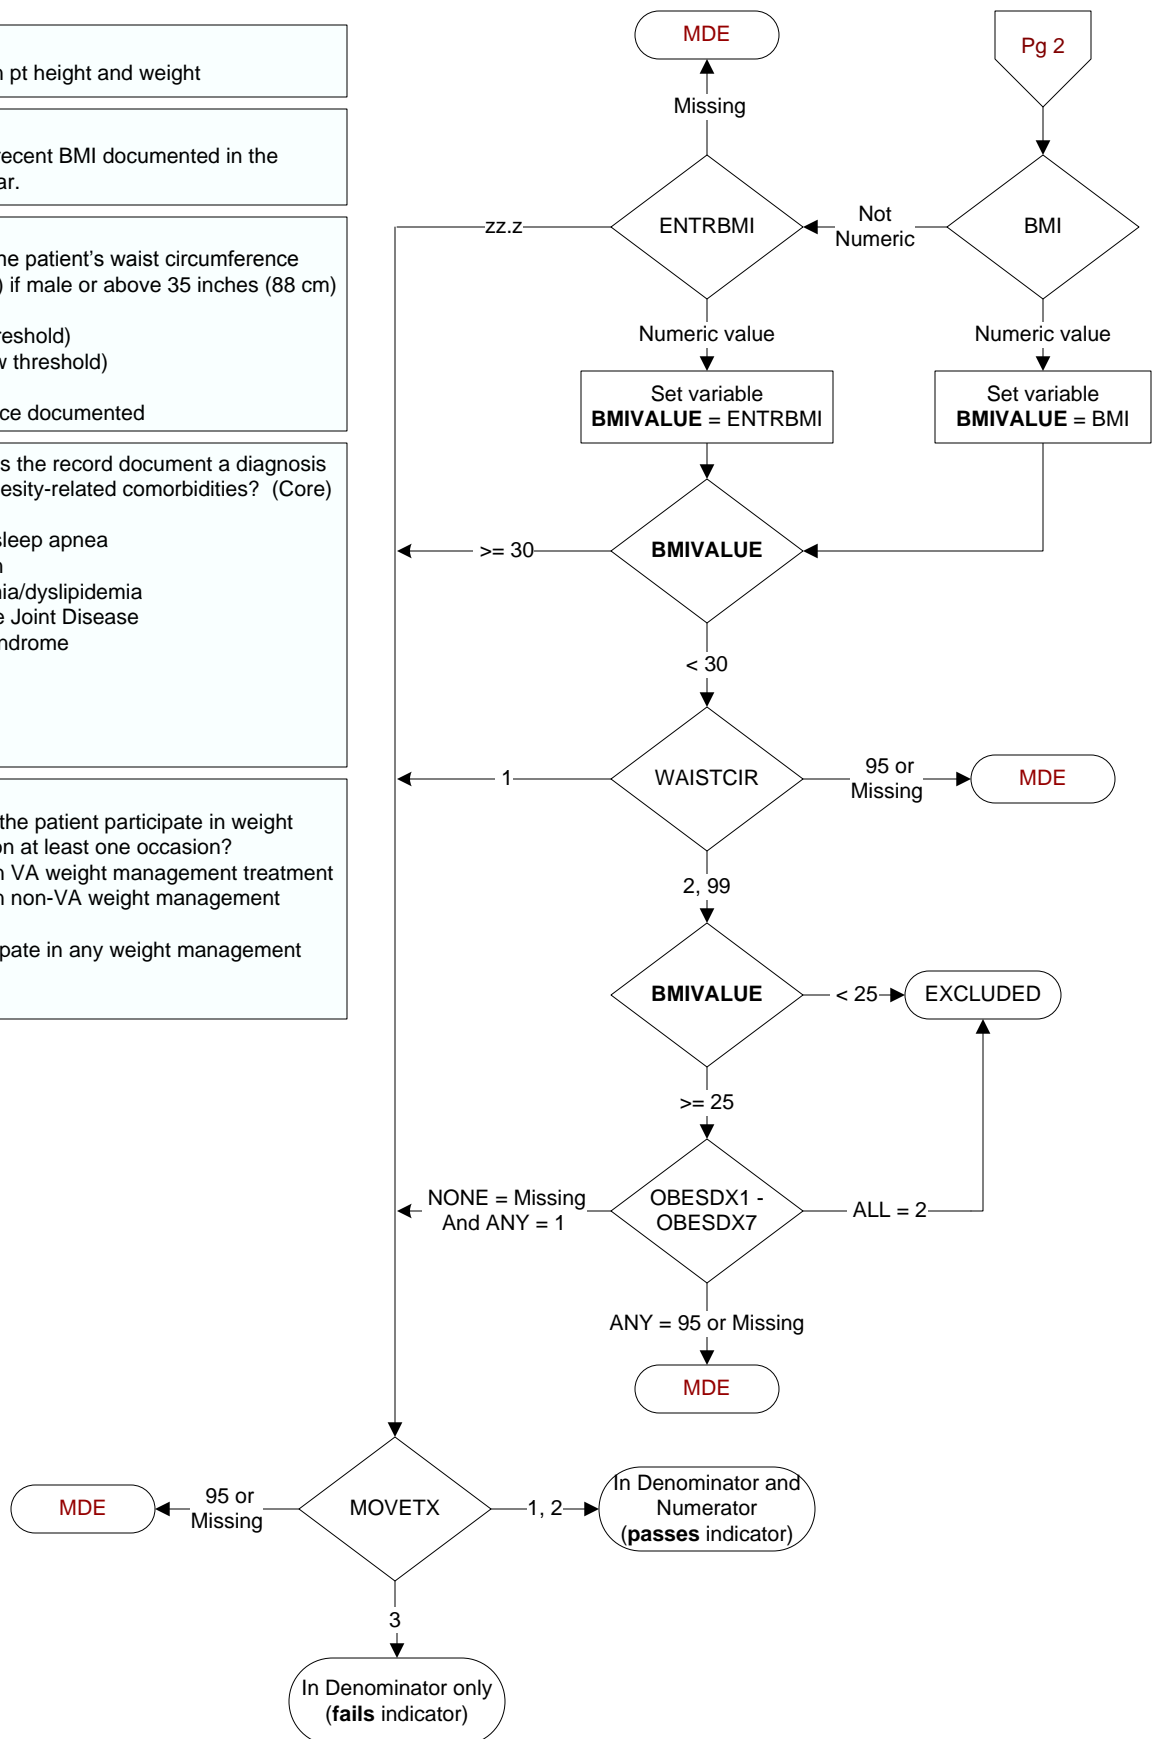 n pt height and weight
recent BMI documented in the
ar.
he patient's waist circumference
) if male or above 35 inches (88 cm)
reshold)
w threshold)
ce documented
s the record document a diagnosis
esity-related comorbidities?  (Core)
sleep apnea
n
nia/dyslipidemia
e Joint Disease
ndrome
the patient participate in weight
on at least one occasion?
n VA weight management treatment
n non-VA weight management
ipate in any weight management
MDE
Pg 2
Missing
zz.z
ENTRBMI
Not
Numeric
BMI
Numeric value
Numeric value
Set variable
BMIVALUE = ENTRBMI
Set variable
BMIVALUE = BMI
>= 30
BMIVALUE
< 30
1
WAISTCIR
95 or
Missing
MDE
2, 99
BMIVALUE
< 25
EXCLUDED
>= 25
NONE = Missing
And ANY = 1
OBESDX1 -
OBESDX7
ALL = 2
ANY = 95 or Missing
MDE
MDE
95 or
Missing
MOVETX
1, 2
In Denominator and
Numerator
(passes indicator)
3
In Denominator only
(fails indicator)